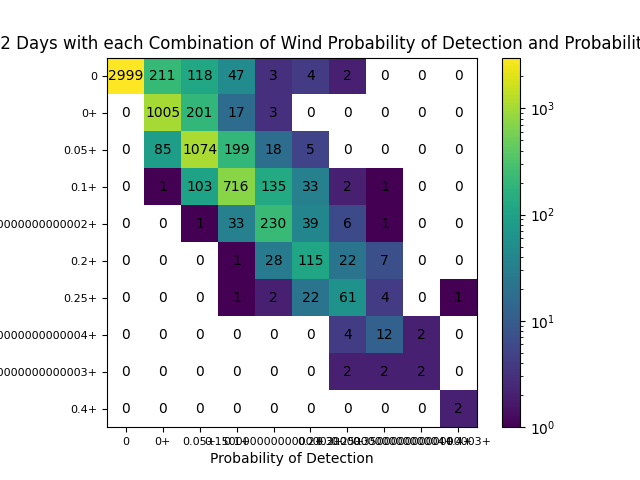 2 Days with each Combination of Wind Probability of Detection and Probabilit
0 2999 211 118 47 3 4 2 0 0 0
0+ 0 1005 201 17 3 0 0 0 0 0
0.05+ 0 85 1074 199 18 5 0 0 0 0
0.1+ 0 1 103 716 135 33 2 1 0 0
0000000000002+ 0 0 1 33 230 39 6 1 0 0
0.2+ 0 0 0 1 28 115 22 7 0 0
0.25+ 0 0 0 1 2 22 61 4 0 1
0000000000004+ 0 0 0 0 0 0 4 12 2 0
0000000000003+ 0 0 0 0 0 0 2 2 2 0
0.4+ 0 0 0 0 0 0 0 0 0 2
0 0+
Probability of Detection
10³
10²
10¹
10⁰